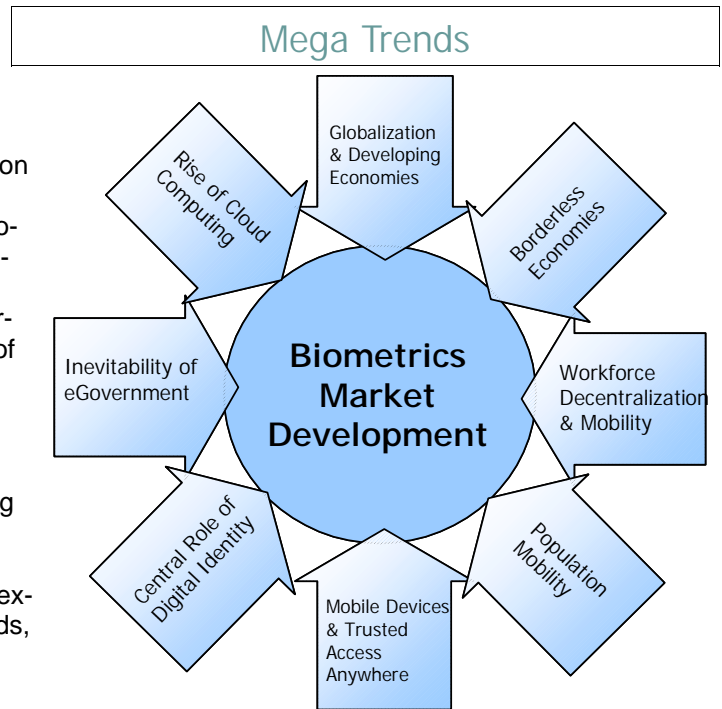 Mega Trends
on
o-
-
r-
of
g
ex-
ds,
Globalization
& Developing
Economies
Borderless
Economies
Workforce
Decentralization
& Mobility
Population
Mobility
Mobile Devices
& Trusted
Access
Anywhere
Central Role of
Digital Identity
Inevitability of
eGovernment
Rise of Cloud
Computing
Biometrics
Market
Development